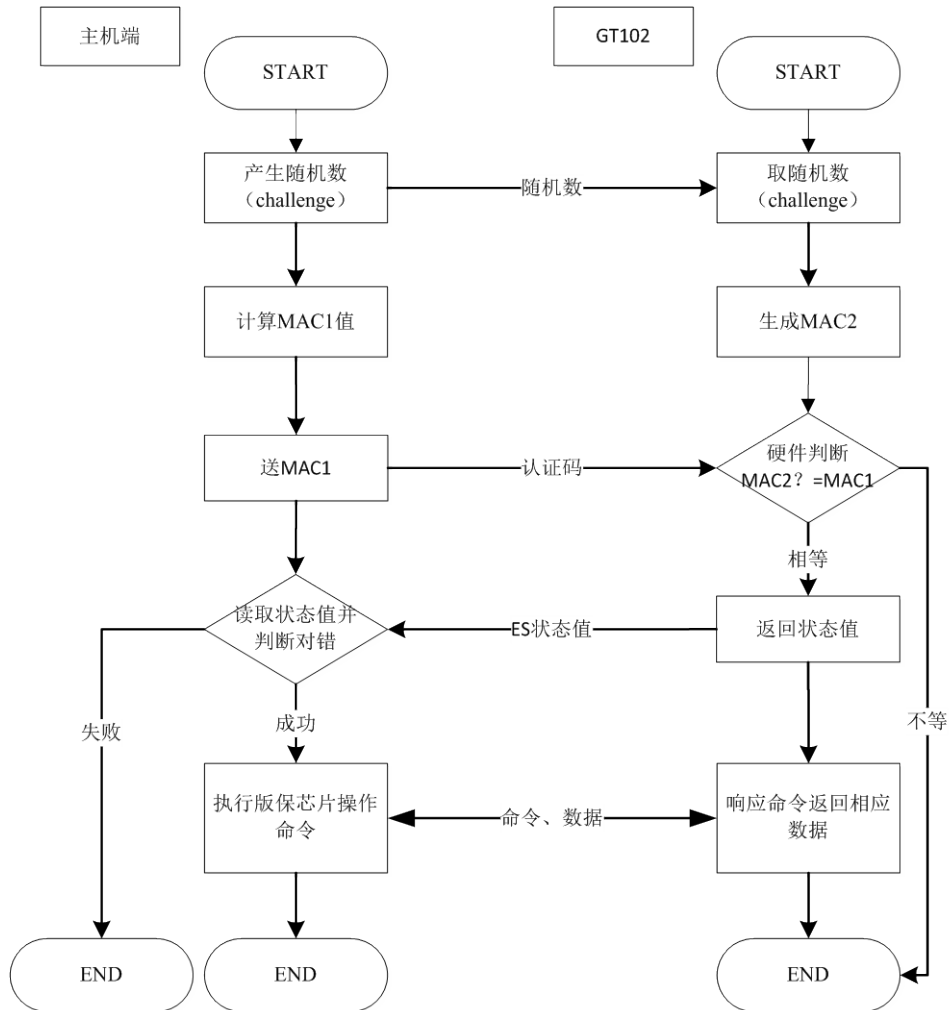 主机端
GT102
START
START
产生随机数
（challenge）
随机数
取随机数
（challenge）
计算MAC1值
生成MAC2
送MAC1
认证码
硬件判断
MAC2？=MAC1
相等
读取状态值并
判断对错
ES状态值
返回状态值
失败
成功
不等
执行版保芯片操作
命令
命令、数据
响应命令返回相应
数据
END
END
END